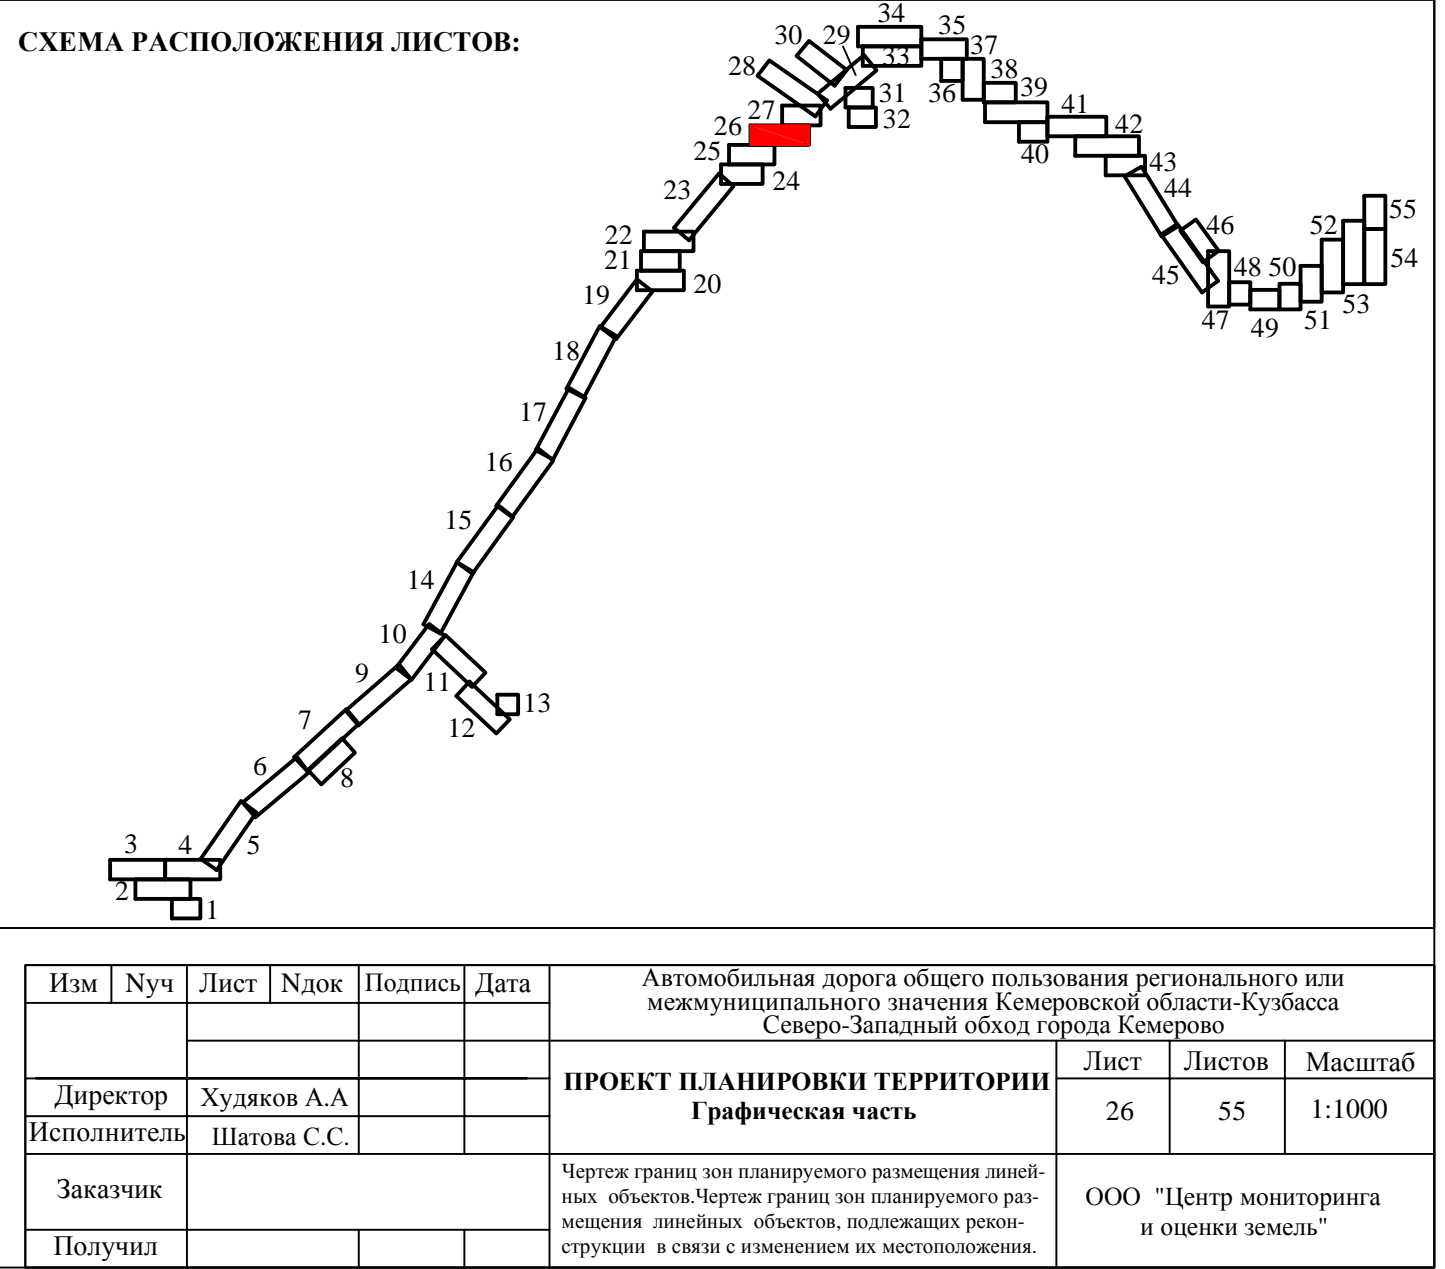 СХЕМА РАСПОЛОЖЕНИЯ ЛИСТОВ:
34
30
29
35
33
37
28
38
36
31
39
27
32
41
26
42
40
25
43
24
23
44
52
55
46
22
21
54
45
48
50
20
19
53
47
49
51
18
17
16
15
14
10
9
11
13
12
7
6
8
3
4
5
2
1
Изм Nуч Лист Nдок Подпись Дата
Автомобильная дорога общего пользования регионального или
межмуниципального значения Кемеровской области-Кузбасса
Северо-Западный обход города Кемерово
ПРОЕКТ ПЛАНИРОВКИ ТЕРРИТОРИИ
Графическая часть
Лист Листов Масштаб
26 55 1:1000
Директор Худяков А.А
Исполнитель Шатова С.С.
Заказчик
Получил
Чертеж границ зон планируемого размещения линей-
ных объектов.Чертеж границ зон планируемого раз-
мещения линейных объектов, подлежащих рекон-
струкции в связи с изменением их местоположения.
ООО "Центр мониторинга
и оценки земель"